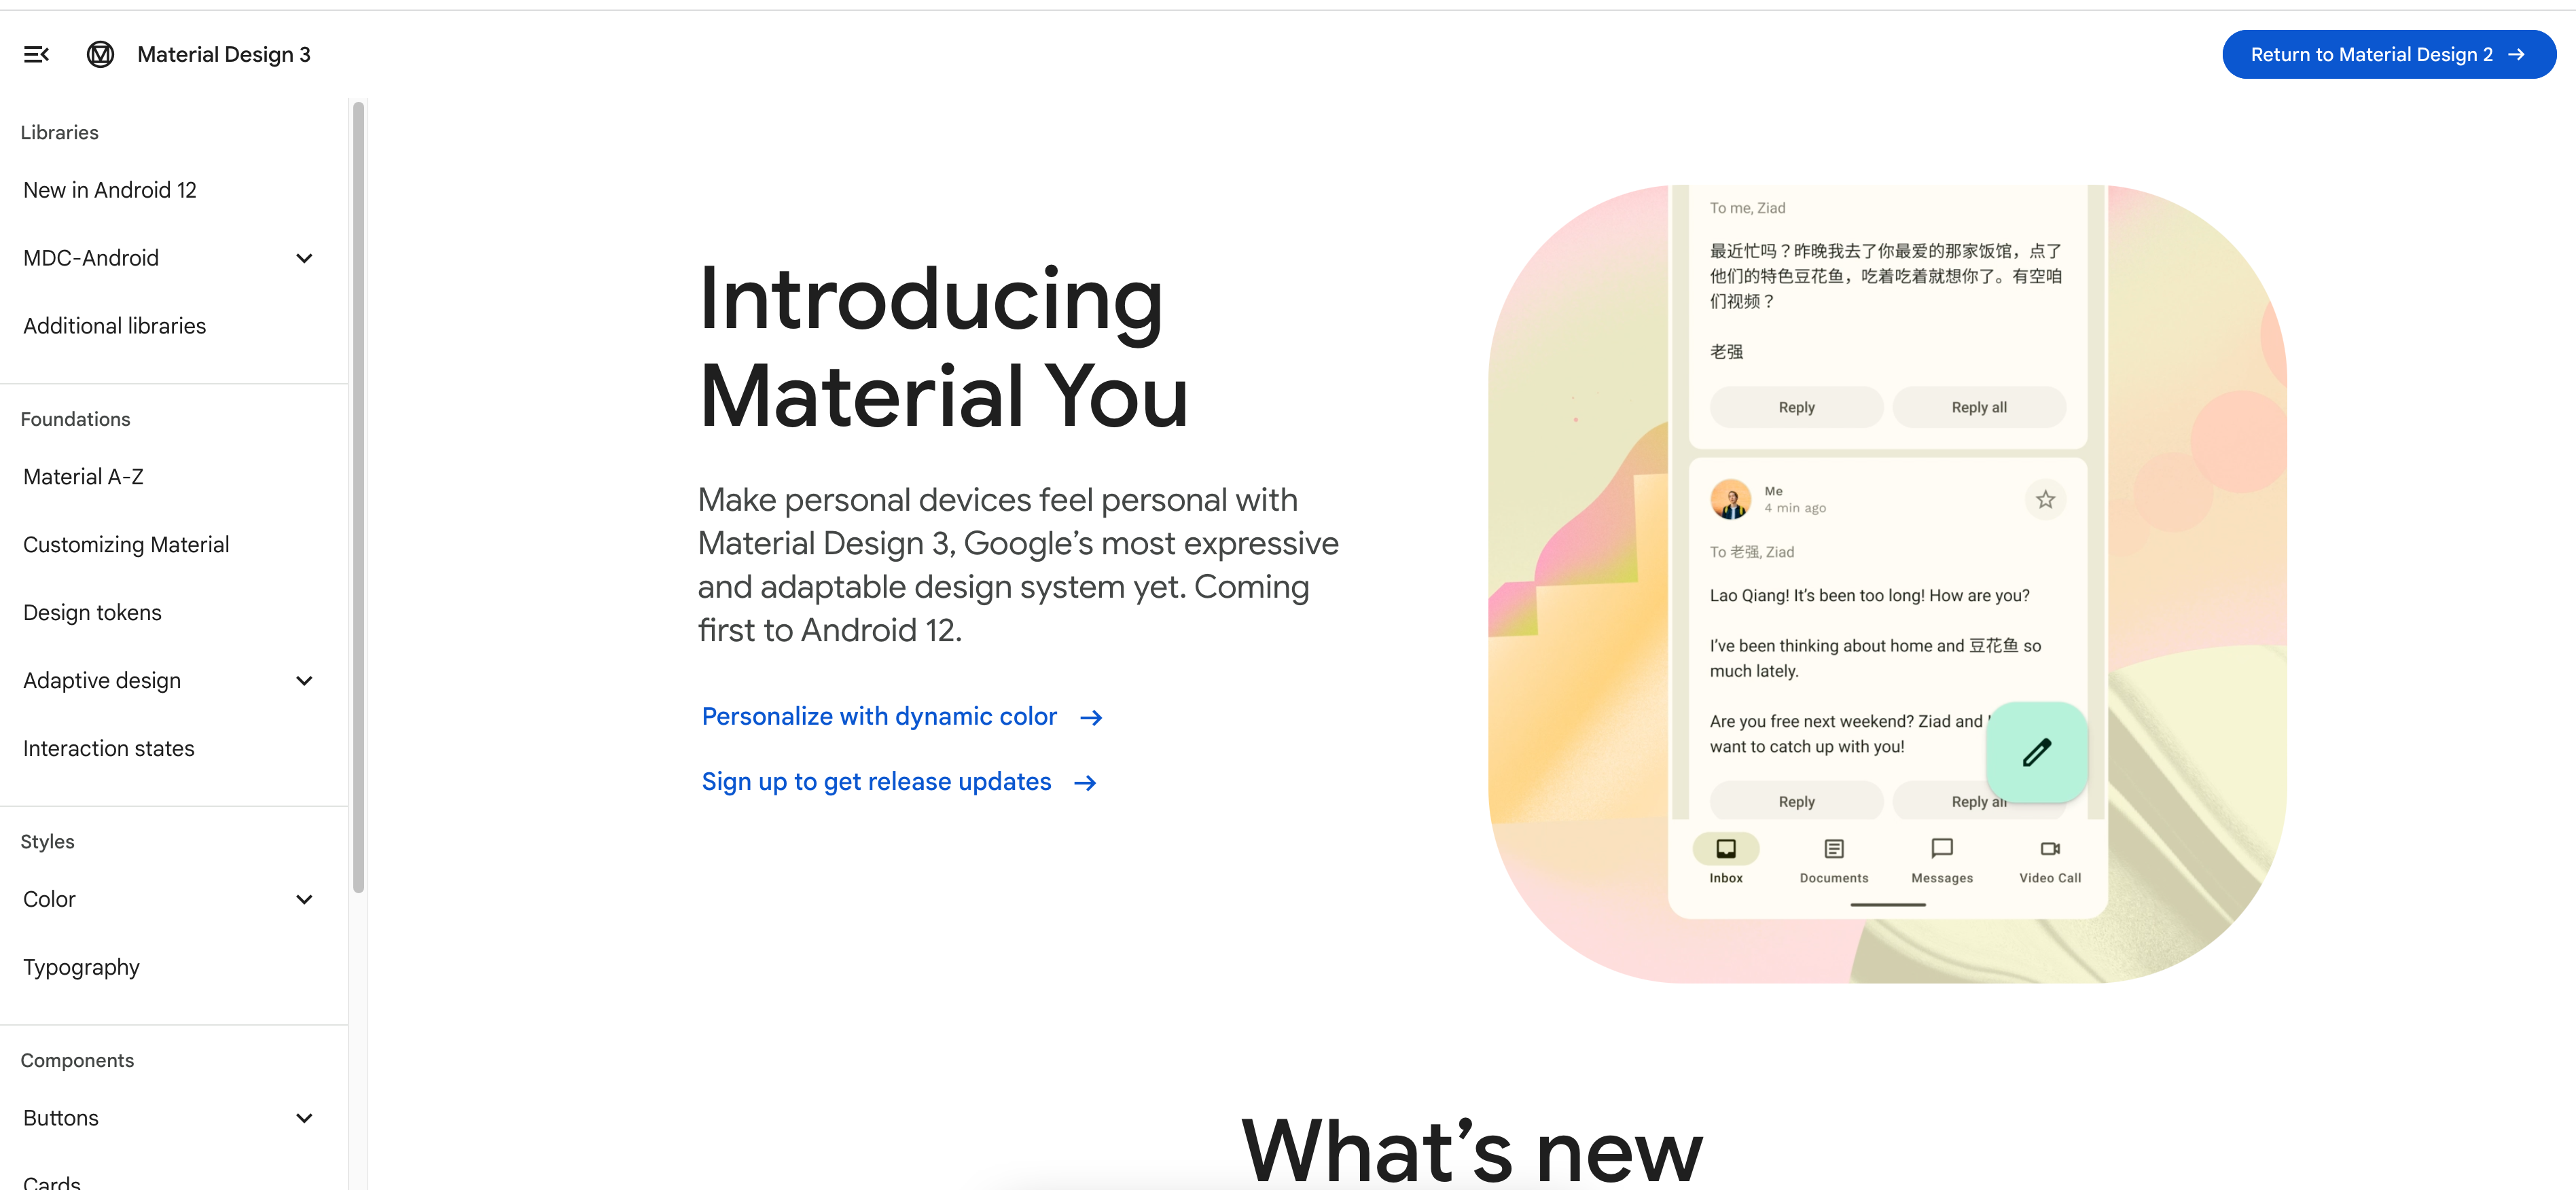 Material Design 3
Return to Material Design 2
Libraries
New in Android 12
MDC-Android
Additional libraries
Foundations
Material A-Z
Customizing Material
Design tokens
Adaptive design
Interaction states
Styles
Color
Typography
Components
Buttons
Cards
Introducing
Material You
Make personal devices feel personal with
Material Design 3, Google’s most expressive
and adaptable design system yet. Coming
first to Android 12.
Personalize with dynamic color
Sign up to get release updates
To me, Ziad
最近忙吗？昨晚我去了你最爱的那家饭馆，点了
他们的特色豆花鱼，吃着吃着就想你了。有空咱
们视频？
老强
Reply
Reply all
Me
4 min ago
To 老强, Ziad
Lao Qiang! It’s been too long! How are you?
I’ve been thinking about home and 豆花鱼 so
much lately.
Are you free next weekend? Ziad and
want to catch up with you!
Reply
Reply all
Inbox
Documents
Messages
Video Call
What’s new